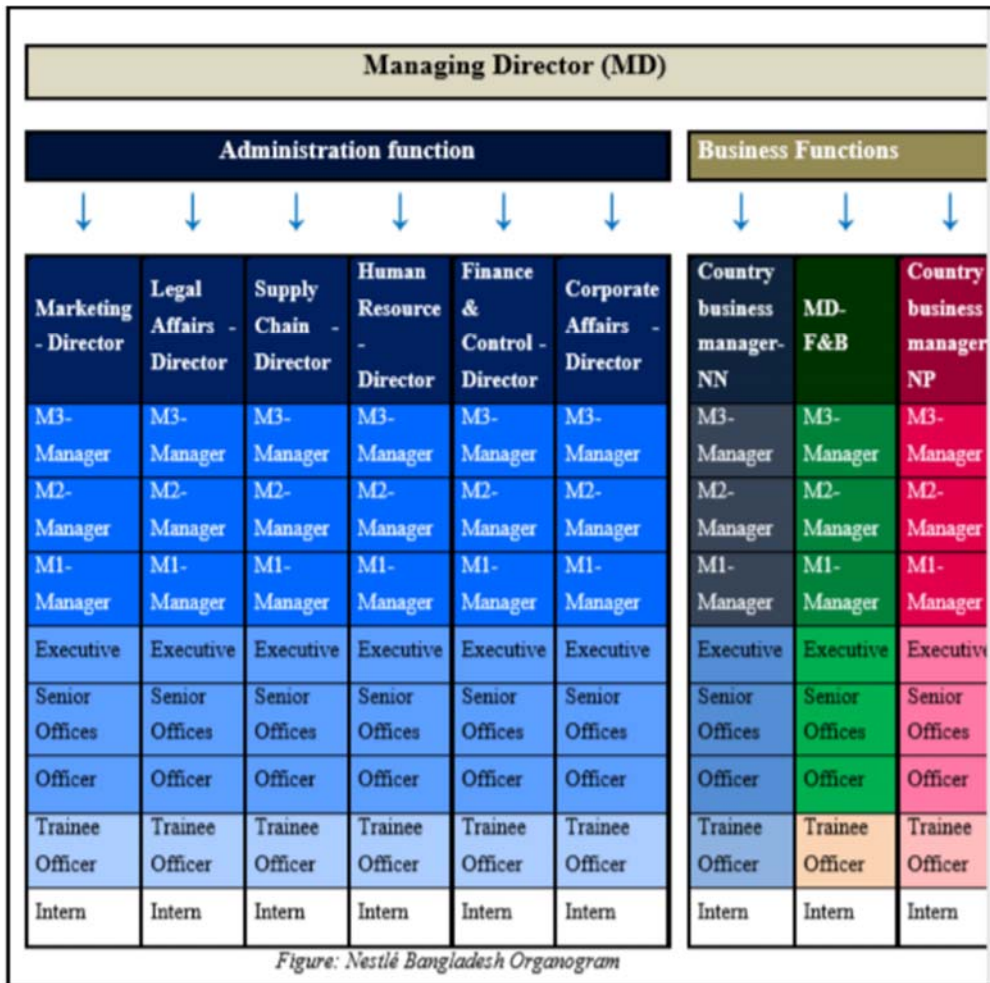 Managing Director (MD)
Administration function
Business Functions
Marketing
- Director
Legal
Affairs -
Director
Supply
Chain -
Director
Human
Resource
-
Director
Finance
&
Control -
Director
Corporate
Affairs -
Director
Country
business
manager-
NN
MD-
F&B
Country
business
manager
NP
M3-
Manager
M3-
Manager
M3-
Manager
M3-
Manager
M3-
Manager
M3-
Manager
M3-
Manager
M3-
Manager
M3-
Manager
M2-
Manager
M2-
Manager
M2-
Manager
M2-
Manager
M2-
Manager
M2-
Manager
M2-
Manager
M2-
Manager
M2-
Manager
M1-
Manager
M1-
Manager
M1-
Manager
M1-
Manager
M1-
Manager
M1-
Manager
M1-
Manager
M1-
Manager
M1-
Manager
Executive
Executive
Executive
Executive
Executive
Executive
Executive
Executive
Executive
Senior
Offices
Senior
Offices
Senior
Offices
Senior
Offices
Senior
Offices
Senior
Offices
Senior
Offices
Senior
Offices
Senior
Offices
Officer
Officer
Officer
Officer
Officer
Officer
Officer
Officer
Officer
Trainee
Officer
Trainee
Officer
Trainee
Officer
Trainee
Officer
Trainee
Officer
Trainee
Officer
Trainee
Officer
Trainee
Officer
Trainee
Officer
Intern
Intern
Intern
Intern
Intern
Intern
Intern
Intern
Intern
Figure: Nestlé Bangladesh Organogram